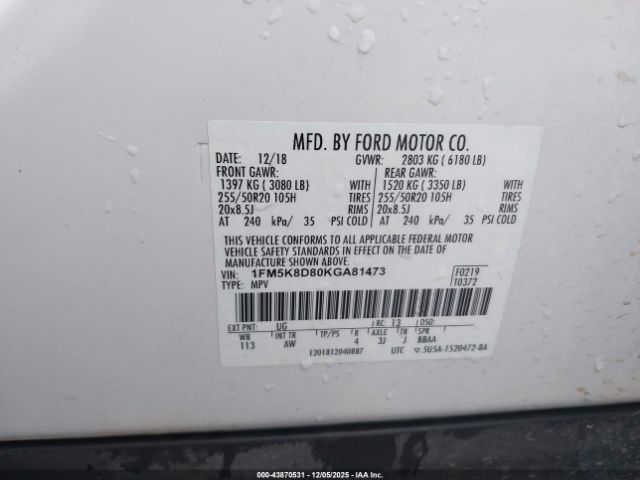 MFD. BY FORD MOTOR CO.
DATE: 12/18 GVWR: 2803 KG ( 6180 LB)
FRONT GAWR: REAR GAWR:
1397 KG ( 3080 LB) WITH 1520 KG ( 3350 LB) WITH
255/50R20 105H TIRES 255/50R20 105H TIRES
20x8.5J RIMS 20x8.5J RIMS
AT 240 kPa/ 35 PSI COLD AT 240 kPa/ 35 PSI COLD
THIS VEHICLE CONFORMS TO ALL APPLICABLE FEDERAL MOTOR
VEHICLE SAFETY STANDARDS IN EFFECT ON THE DATE OF
MANUFACTURE SHOWN ABOVE.
VIN: 1FM5K8D80KGA81473 F0219
TYPE: MPV T0372
EXT PNT: UG RC: 13 DSO:
WB INT TR TP/PS R AXLE TR SPR
113 AW 4 3J J BBAA
1201812040887 UTC ▽ 5U5A-1520472-BA
--43870531 - 12/05/2025 - IAA--